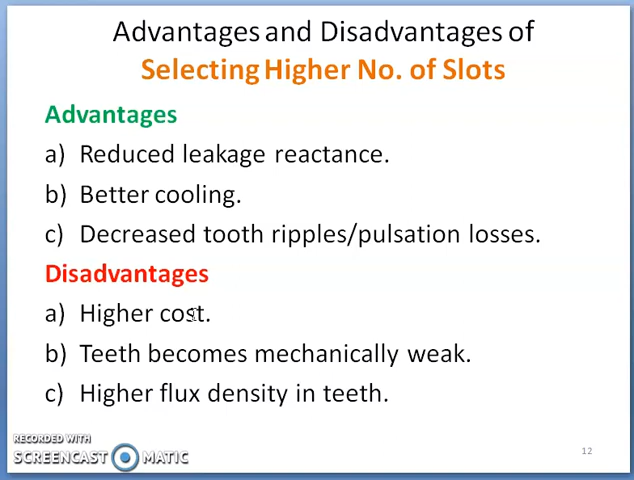 Advantages and Disadvantages of
Selecting Higher No. of Slots
Advantages
a) Reduced leakage reactance.
b) Better cooling.
c) Decreased tooth ripples/pulsation losses.
Disadvantages
a) Higher cost.
b) Teeth becomes mechanically weak.
c) Higher flux density in teeth.
RECORDED WITH
SCREENCAST MATIC
12